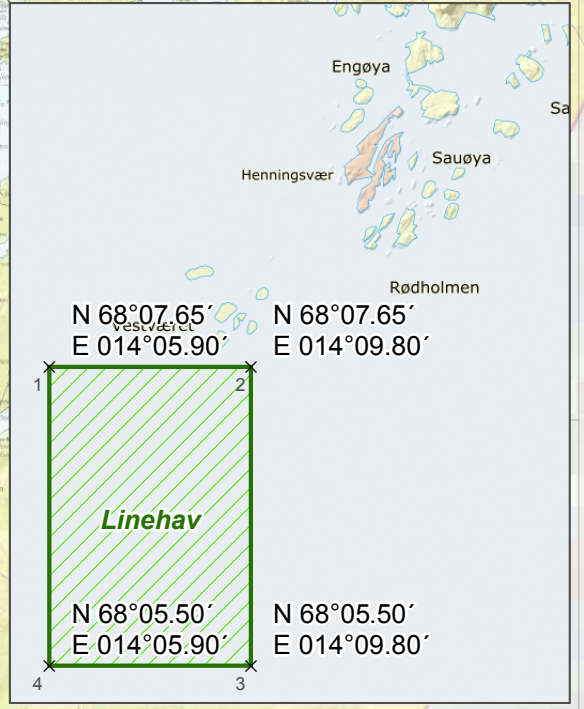 Engøya
Sa
Sauøya
Henningsvær
Rødholmen
N 68°07.65´
E 014°05.90´
N 68°07.65´
E 014°09.80´
Vestværet
1
2
Linehav
N 68°05.50´
E 014°05.90´
N 68°05.50´
E 014°09.80´
4
3